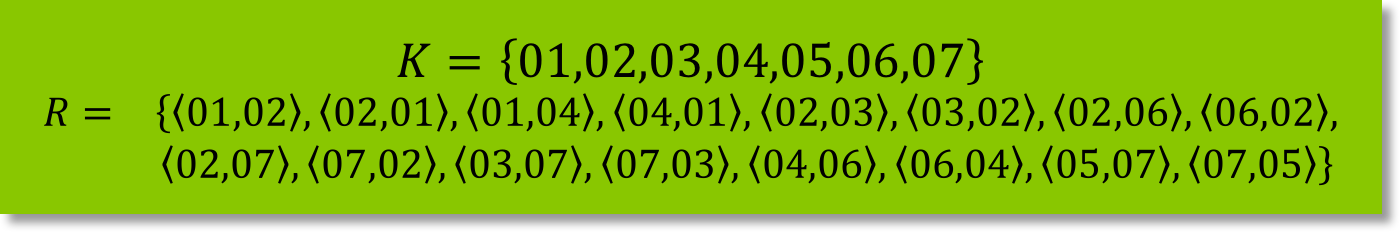 K = {01,02,03,04,05,06,07}
R = {⟨01,02⟩,⟨02,01⟩,⟨01,04⟩,⟨04,01⟩,⟨02,03⟩,⟨03,02⟩,⟨02,06⟩,⟨06,02⟩,
⟨02,07⟩,⟨07,02⟩,⟨03,07⟩,⟨07,03⟩,⟨04,06⟩,⟨06,04⟩,⟨05,07⟩,⟨07,05⟩}